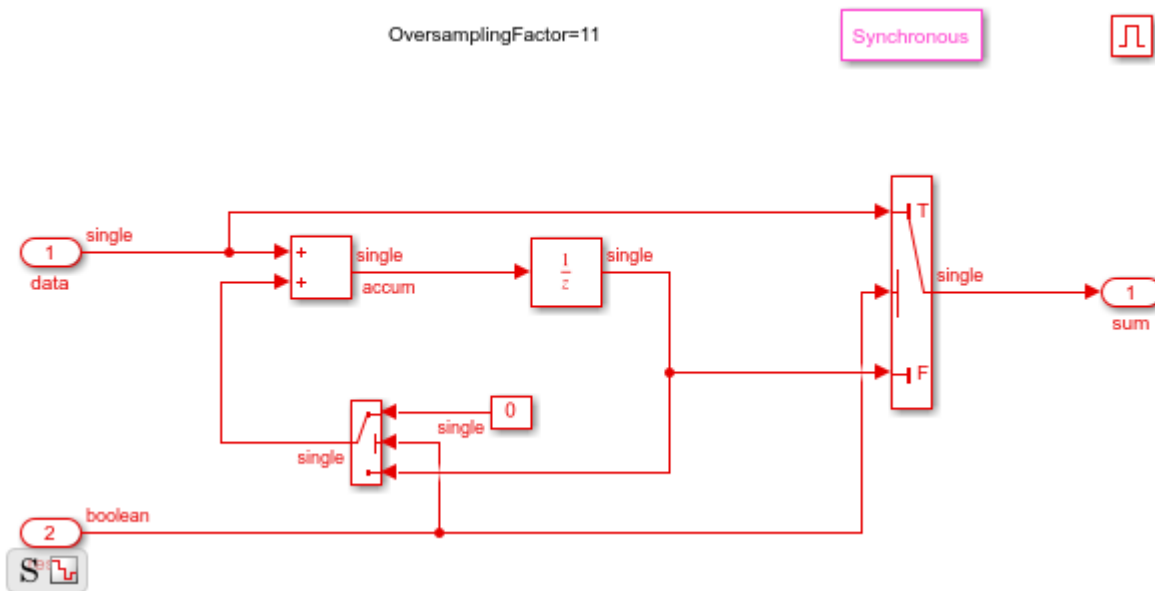 OversamplingFactor=11
Synchronous
single
1
data
+
+
single
accum
1
z
single
T
F
single
1
sum
0
single
single
boolean
2
S